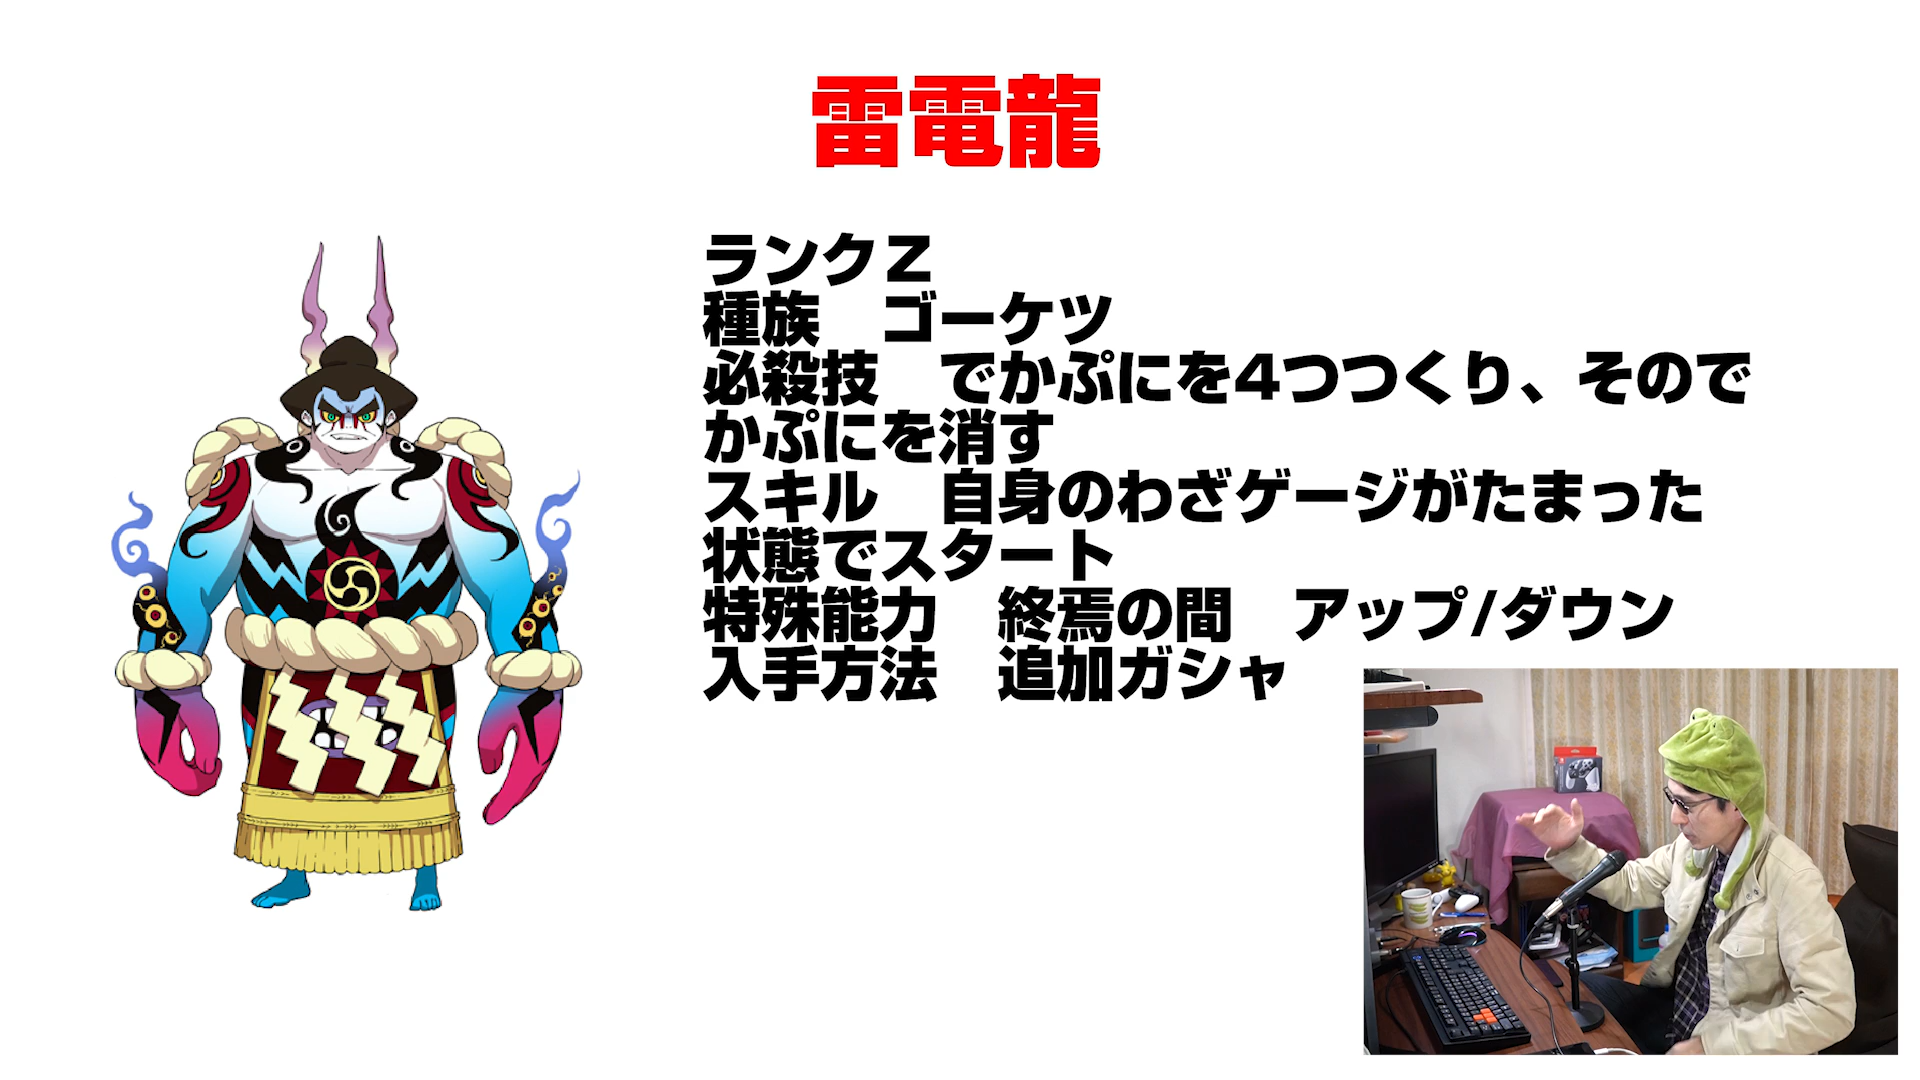 雷電龍
ランクZ
種族　ゴーケツ
必殺技　でかぷにを4つつくり、そので
かぷにを消す
スキル　自身のわざゲージがたまった
状態でスタート
特殊能力　終焉の間　アップ/ダウン
入手方法　追加ガシャ